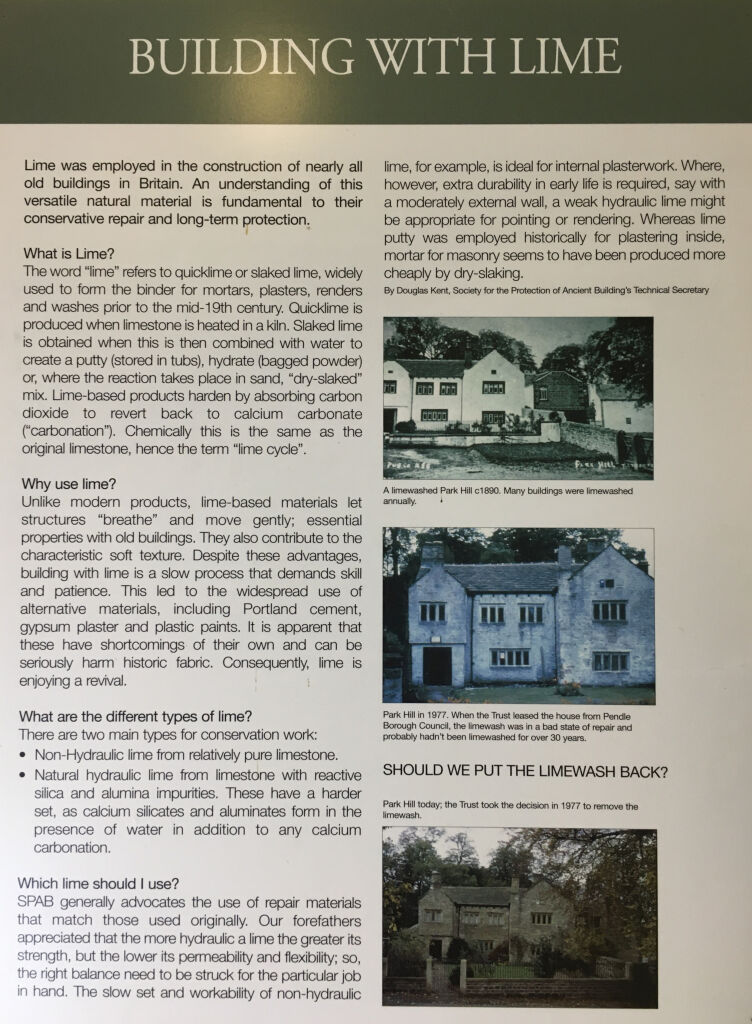 BUILDING WITH LIME
Lime was employed in the construction of nearly all
old buildings in Britain. An understanding of this
versatile natural material is fundamental to their
conservative repair and long-term protection.
What is Lime?
The word “lime” refers to quicklime or slaked lime, widely
used to form the binder for mortars, plasters, renders
and washes prior to the mid-19th century. Quicklime is
produced when limestone is heated in a kiln. Slaked lime
is obtained when this is then combined with water to
create a putty (stored in tubs), hydrate (bagged powder)
or, where the reaction takes place in sand, “dry-slaked”
mix. Lime-based products harden by absorbing carbon
dioxide to revert back to calcium carbonate
(“carbonation”). Chemically this is the same as the
original limestone, hence the term “lime cycle”.
Why use lime?
Unlike modern products, lime-based materials let
structures “breathe” and move gently; essential
properties with old buildings. They also contribute to the
characteristic soft texture. Despite these advantages,
building with lime is a slow process that demands skill
and patience. This led to the widespread use of
alternative materials, including Portland cement,
gypsum plaster and plastic paints. It is apparent that
these have shortcomings of their own and can be
seriously harm historic fabric. Consequently, lime is
enjoying a revival.
What are the different types of lime?
There are two main types for conservation work:
• Non-Hydraulic lime from relatively pure limestone.
• Natural hydraulic lime from limestone with reactive
silica and alumina impurities. These have a harder
set, as calcium silicates and aluminates form in the
presence of water in addition to any calcium
carbonation.
Which lime should I use?
SPAB generally advocates the use of repair materials
that match those used originally. Our forefathers
appreciated that the more hydraulic a lime the greater its
strength, but the lower its permeability and flexibility; so,
the right balance need to be struck for the particular job
in hand. The slow set and workability of non-hydraulic
lime, for example, is ideal for internal plasterwork. Where,
however, extra durability in early life is required, say with
a moderately external wall, a weak hydraulic lime might
be appropriate for pointing or rendering. Whereas lime
putty was employed historically for plastering inside,
mortar for masonry seems to have been produced more
cheaply by dry-slaking.
By Douglas Kent, Society for the Protection of Ancient Building's Technical Secretary
A limewashed Park Hill c1890. Many buildings were limewashed
annually.
Park Hill in 1977. When the Trust leased the house from Pendle
Borough Council, the limewash was in a bad state of repair and
probably hadn't been limewashed for over 30 years.
SHOULD WE PUT THE LIMEWASH BACK?
Park Hill today; the Trust took the decision in 1977 to remove the
limewash.